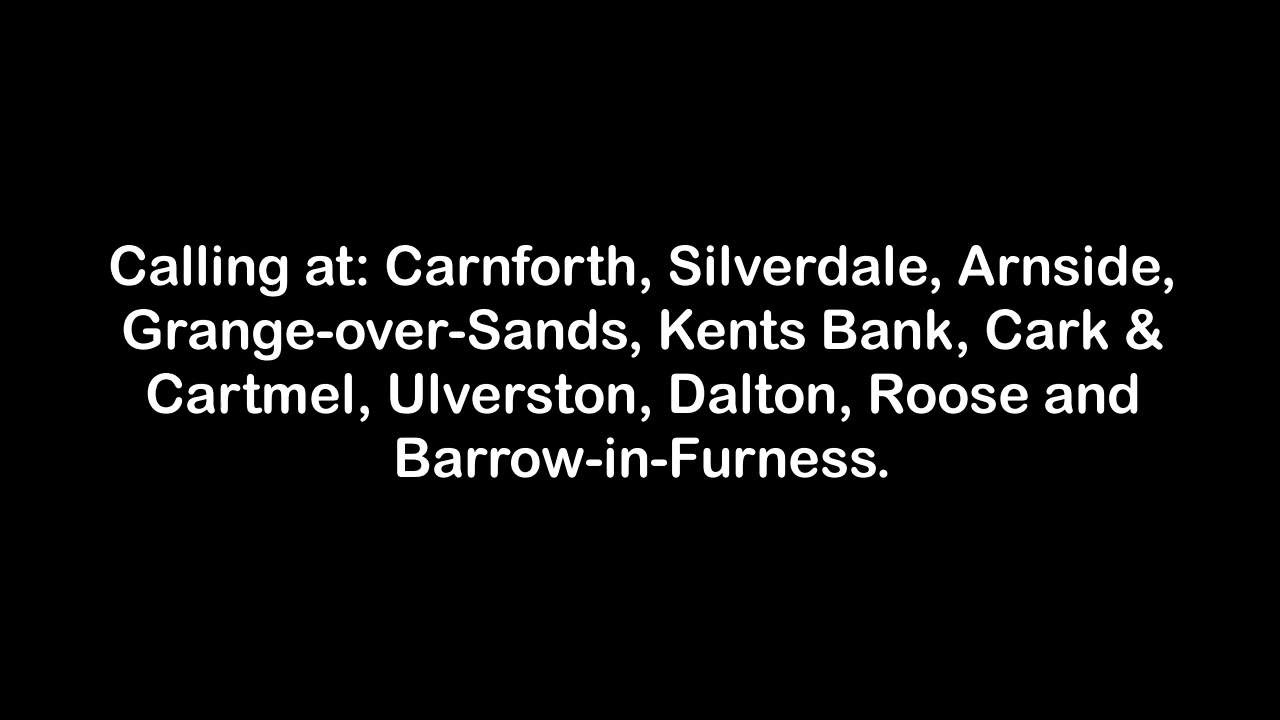 Calling at: Carnforth, Silverdale, Arnside,
Grange-over-Sands, Kents Bank, Cark &
Cartmel, Ulverston, Dalton, Roose and
Barrow-in-Furness.